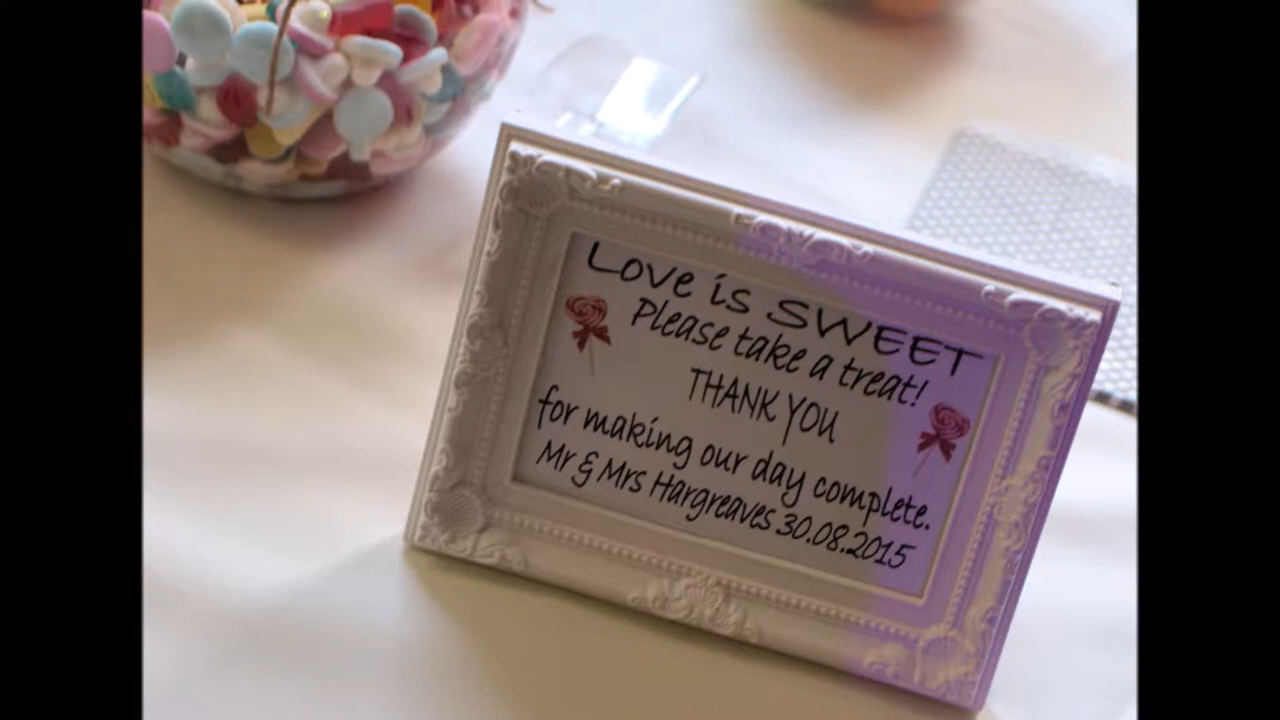 Love is SWEET
Please take a treat!
THANK YOU
for making our day complete.
Mr & Mrs Hargreaves 30.08.2015